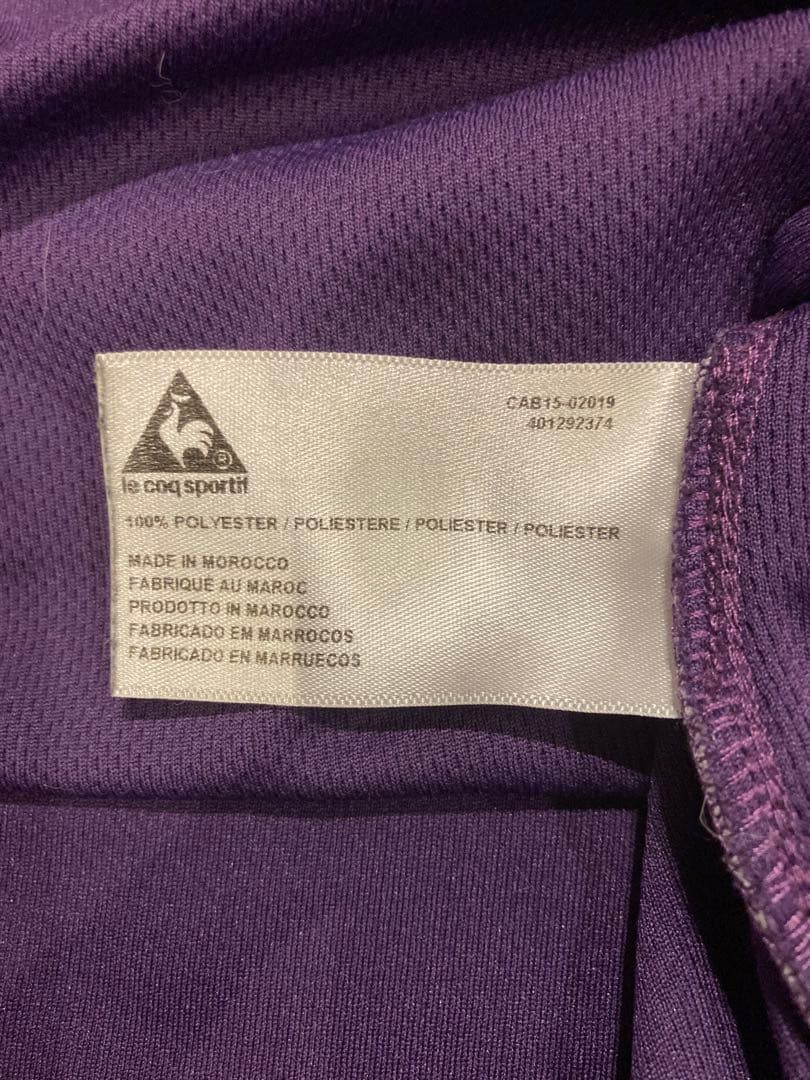 CAB15-02019
401292374
®
le coq sportif
100% POLYESTER / POLIESTERE / POLIESTER / POLIESTER
MADE IN MOROCCO
FABRIQUE AU MAROC
PRODOTTO IN MAROCCO
FABRICADO EM MARROCOS
FABRICADO EN MARRUECOS